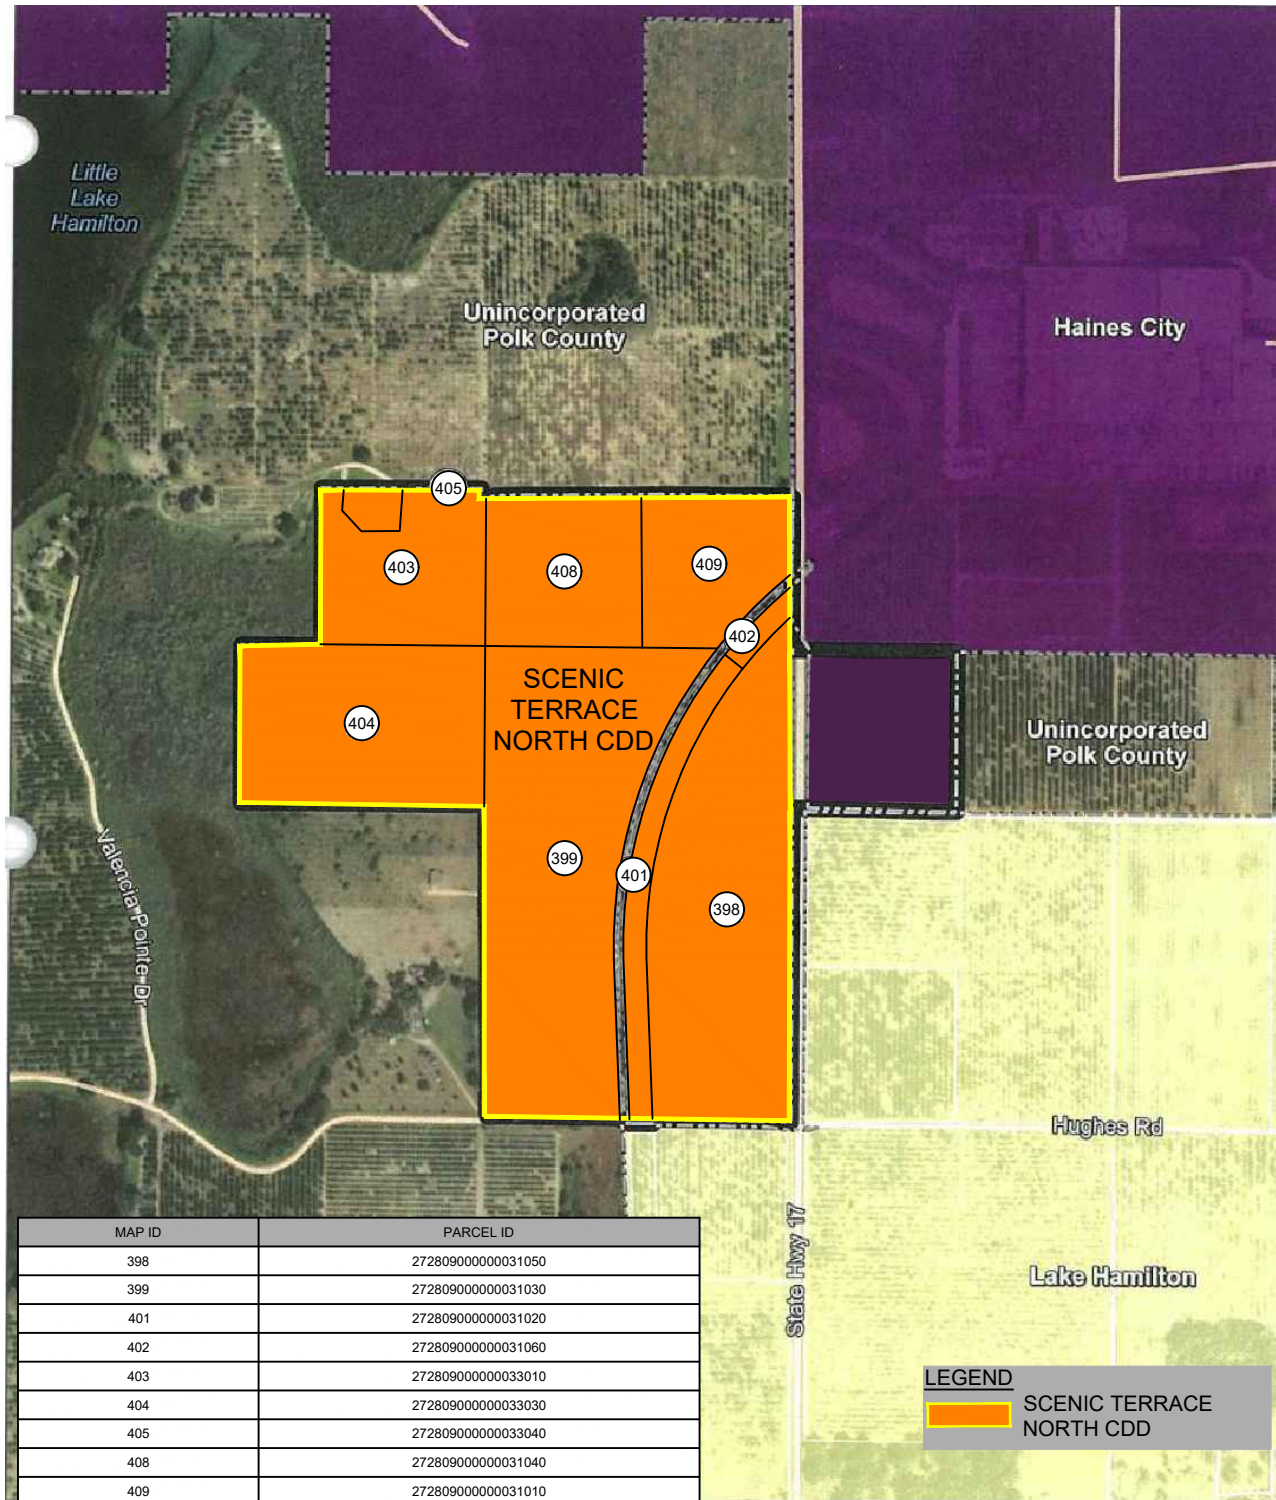 Little
Lake
Hamilton
Unincorporated
Polk County
Haines City
405
403
408
409
402
SCENIC
TERRACE
NORTH CDD
404
Unincorporated
Polk County
399
401
398
Valencia Pointe Dr
Hughes Rd
State Hwy 17
Lake Hamilton
MAP ID PARCEL ID
398 272809000000031050
399 272809000000031030
401 272809000000031020
402 272809000000031060
403 272809000000033010
404 272809000000033030
405 272809000000033040
408 272809000000031040
409 272809000000031010
LEGEND
SCENIC TERRACE
NORTH CDD